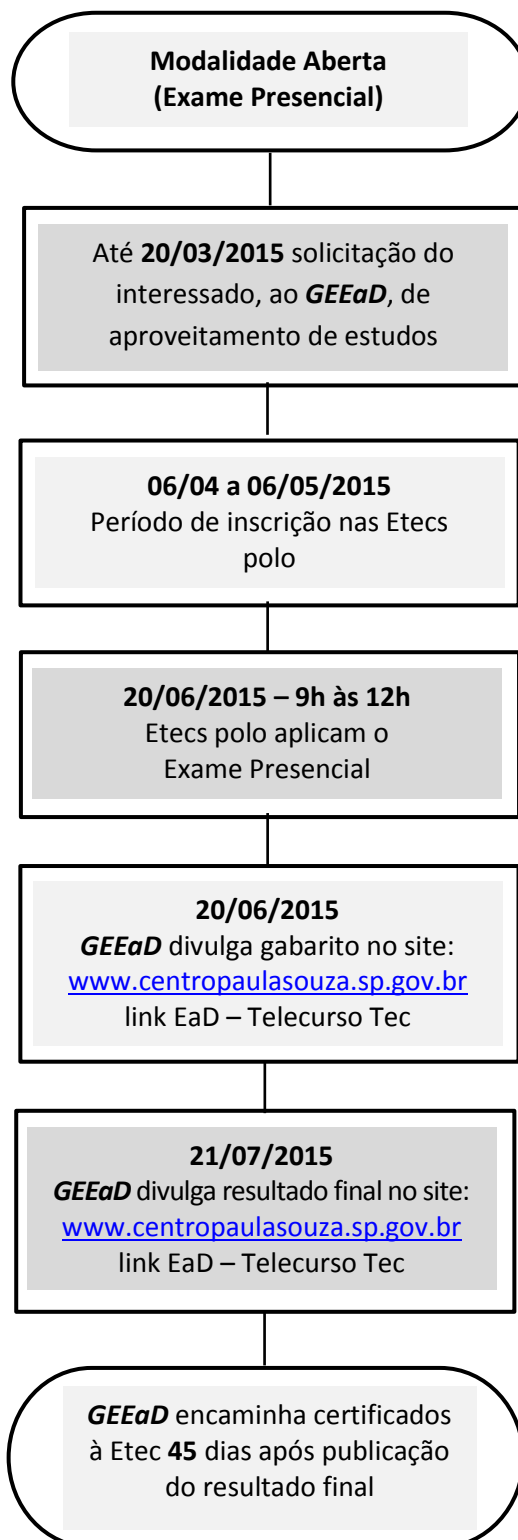 Modalidade Aberta
(Exame Presencial)
Até 20/03/2015 solicitação do
interessado, ao GEEaD, de
aproveitamento de estudos
06/04 a 06/05/2015
Período de inscrição nas Etecs
polo
20/06/2015 – 9h às 12h
Etecs polo aplicam o
Exame Presencial
20/06/2015
GEEaD divulga gabarito no site:
www.centropaulasouza.sp.gov.br
link EaD – Telecurso Tec
21/07/2015
GEEaD divulga resultado final no site:
www.centropaulasouza.sp.gov.br
link EaD – Telecurso Tec
GEEaD encaminha certificados
à Etec 45 dias após publicação
do resultado final